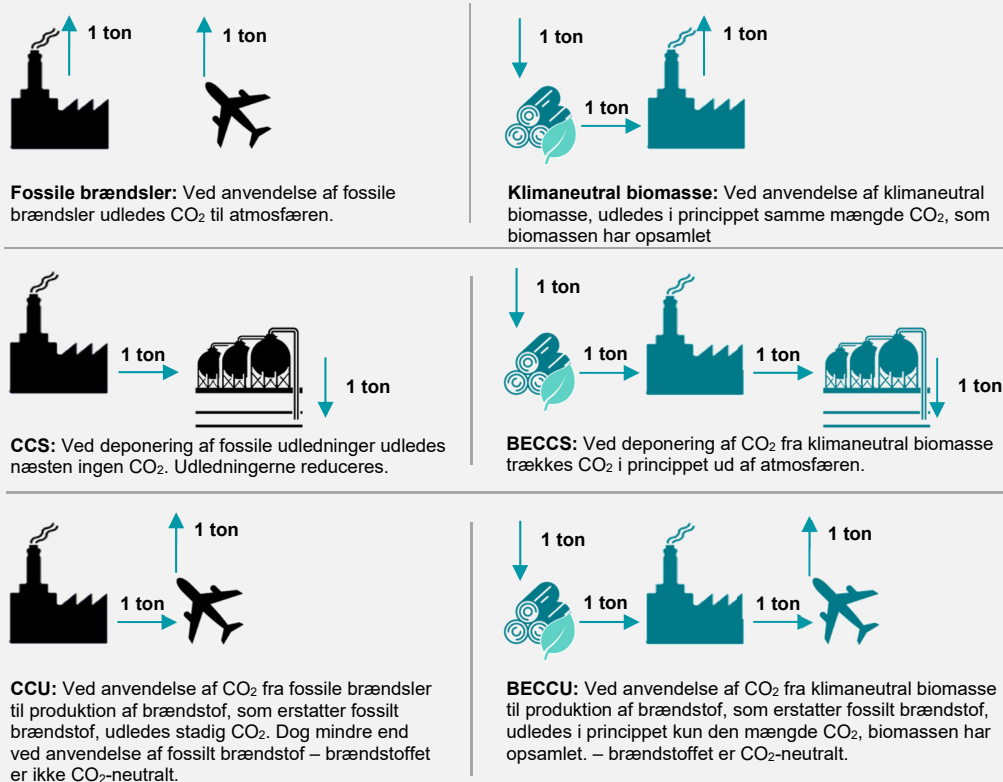 1 ton
1 ton
Fossile brændsler: Ved anvendelse af fossile
brændsler udledes CO₂ til atmosfæren.
1 ton
1 ton
1 ton
Klimaneutral biomasse: Ved anvendelse af klimaneutral
biomasse, udledes i princippet samme mængde CO₂, som
biomassen har opsamlet
1 ton
1 ton
CCS: Ved deponering af fossile udledninger udledes
næsten ingen CO₂. Udledningerne reduceres.
1 ton
1 ton
1 ton
1 ton
BECCS: Ved deponering af CO₂ fra klimaneutral biomasse
trækkes CO₂ i princippet ud af atmosfæren.
1 ton
1 ton
CCU: Ved anvendelse af CO₂ fra fossile brændsler
til produktion af brændstof, som erstatter fossilt
brændstof, udledes stadig CO₂. Dog mindre end
ved anvendelse af fossilt brændstof – brændstoffet
er ikke CO₂-neutralt.
1 ton
1 ton
1 ton
1 ton
BECCU: Ved anvendelse af CO₂ fra klimaneutral biomasse
til produktion af brændstof, som erstatter fossilt brændstof,
udledes i princippet kun den mængde CO₂, biomassen har
opsamlet. – brændstoffet er CO₂-neutralt.